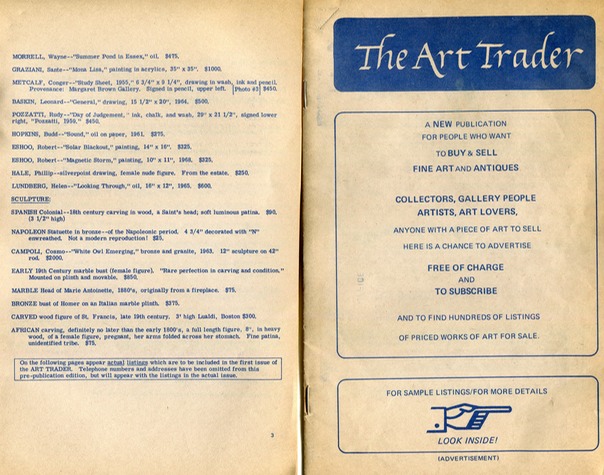 MORRELL, Wayne--"Summer Pond in Essex," oil. $475.
GRAZIANI, Sante--"Mona Lisa," painting in acrylics, 35" x 35". $1000.
METCALF, Conger--"Study Sheet, 1955," 6 3/4" x 9 1/4", drawing in wash, ink and pencil.
Provenance: Margaret Brown Gallery. Signed in pencil, upper left. Photo #3 $450.
BASKIN, Leonard--"General," drawing, 15 1/2" x 20", 1964. $500.
POZZATTI, Rudy--"Day of Judgement," ink, chalk, and wash, 29" x 21 1/2", signed lower
right, "Pozzatti, 1959." $450.
HOPKINS, Budd--"Sound," oil on paper, 1961. $275.
ESHOO, Robert--"Solar Blackout," painting, 14" x 16". $325.
ESHOO, Robert--"Magnetic Storm," painting, 10" x 11", 1968. $325.
HALE, Philip--silverpoint drawing, female nude figure. From the estate. $250.
LUNDBERG, Helen--"Looking Through," oil, 16" x 12", 1965. $600.
SCULPTURE:
SPANISH Colonial--18th century carving in wood, a Saint's head; soft luminous patina. $90.
(3 1/2" high)
NAPOLEON Statuette in bronze--of the Napoleonic period. 4 3/4" decorated with "N"
enwreathed. Not a modern reproduction! $25.
CAMPOLI, Cosmo--"White Owl Emerging," bronze and granite, 1963. 12" sculpture on 42"
rod. $2000.
EARLY 19th Century marble bust (female figure). "Rare perfection in carving and condition."
Mounted on plinth and movable. $850.
MARBLE Head of Marie Antoinette, 1880's, originally from a fireplace. $75.
BRONZE bust of Homer on an Italian marble plinth. $375.
CARVED wood figure of St. Francis, late 19th century. 3' high Lualdi, Boston $300.
AFRICAN carving, definitely no later than the early 1800's, a full length figure, 8", in heavy
wood, of a female figure, pregnant, her arms folded across her stomach. Fine patina,
unidentified tribe. $75.
On the following pages appear actual listings which are to be included in the first issue of
the ART TRADER. Telephone numbers and addresses have been omitted from this
pre-publication edition, but will appear with the listings in the actual issue.
3
The Art Trader
A NEW PUBLICATION
FOR PEOPLE WHO WANT
TO BUY & SELL
FINE ART AND ANTIQUES
COLLECTORS, GALLERY PEOPLE
ARTISTS, ART LOVERS,
ANYONE WITH A PIECE OF ART TO SELL
HERE IS A CHANCE TO ADVERTISE
FREE OF CHARGE
AND
TO SUBSCRIBE
AND TO FIND HUNDREDS OF LISTINGS
OF PRICED WORKS OF ART FOR SALE.
FOR SAMPLE LISTINGS/FOR MORE DETAILS
LOOK INSIDE!
(ADVERTISEMENT)